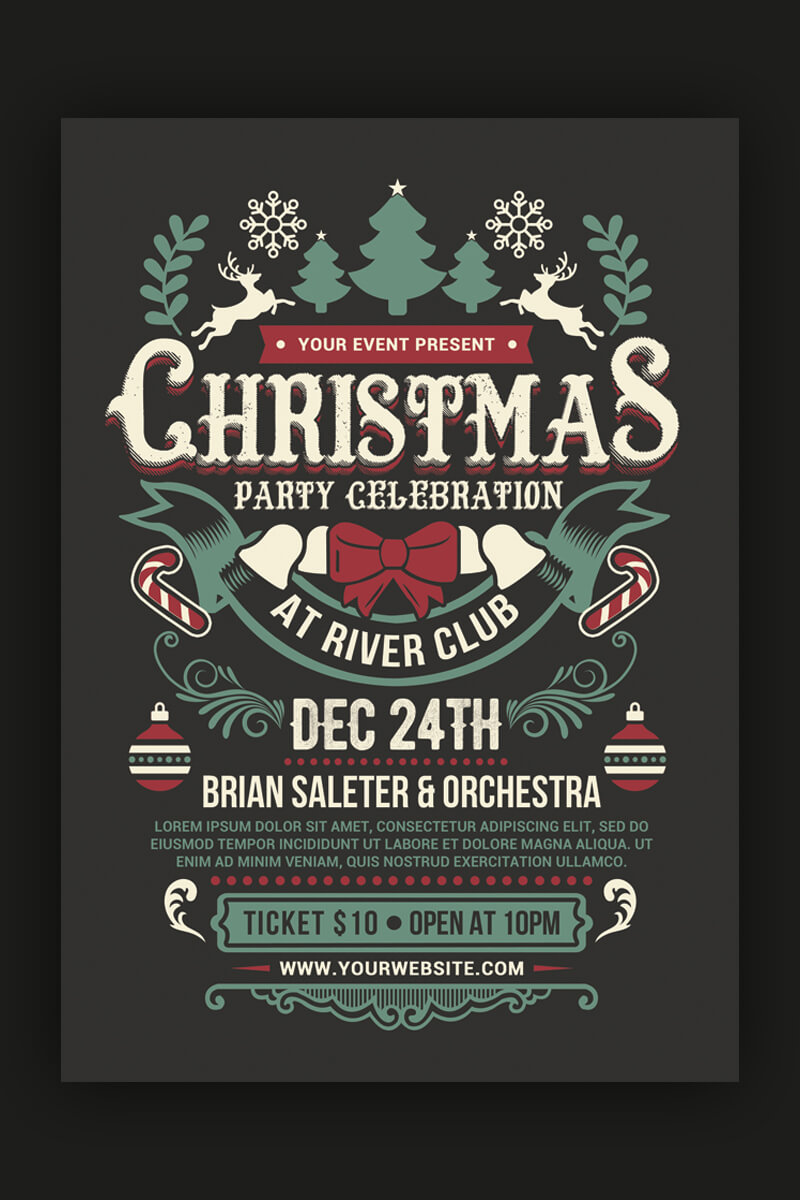 YOUR EVENT PRESENT
CHRISTMAS
PARTY CELEBRATION
AT RIVER CLUB
DEC 24TH
BRIAN SALETER & ORCHESTRA
LOREM IPSUM DOLOR SIT AMET, CONSECTETUR ADIPISCING ELIT, SED DO
EIUSMOD TEMPOR INCIDIDUNT UT LABORE ET DOLORE MAGNA ALIQUA. UT
ENIM AD MINIM VENIAM, QUIS NOSTRUD EXERCITATION ULLAMCO.
TICKET $10 ● OPEN AT 10PM
WWW.YOURWEBSITE.COM